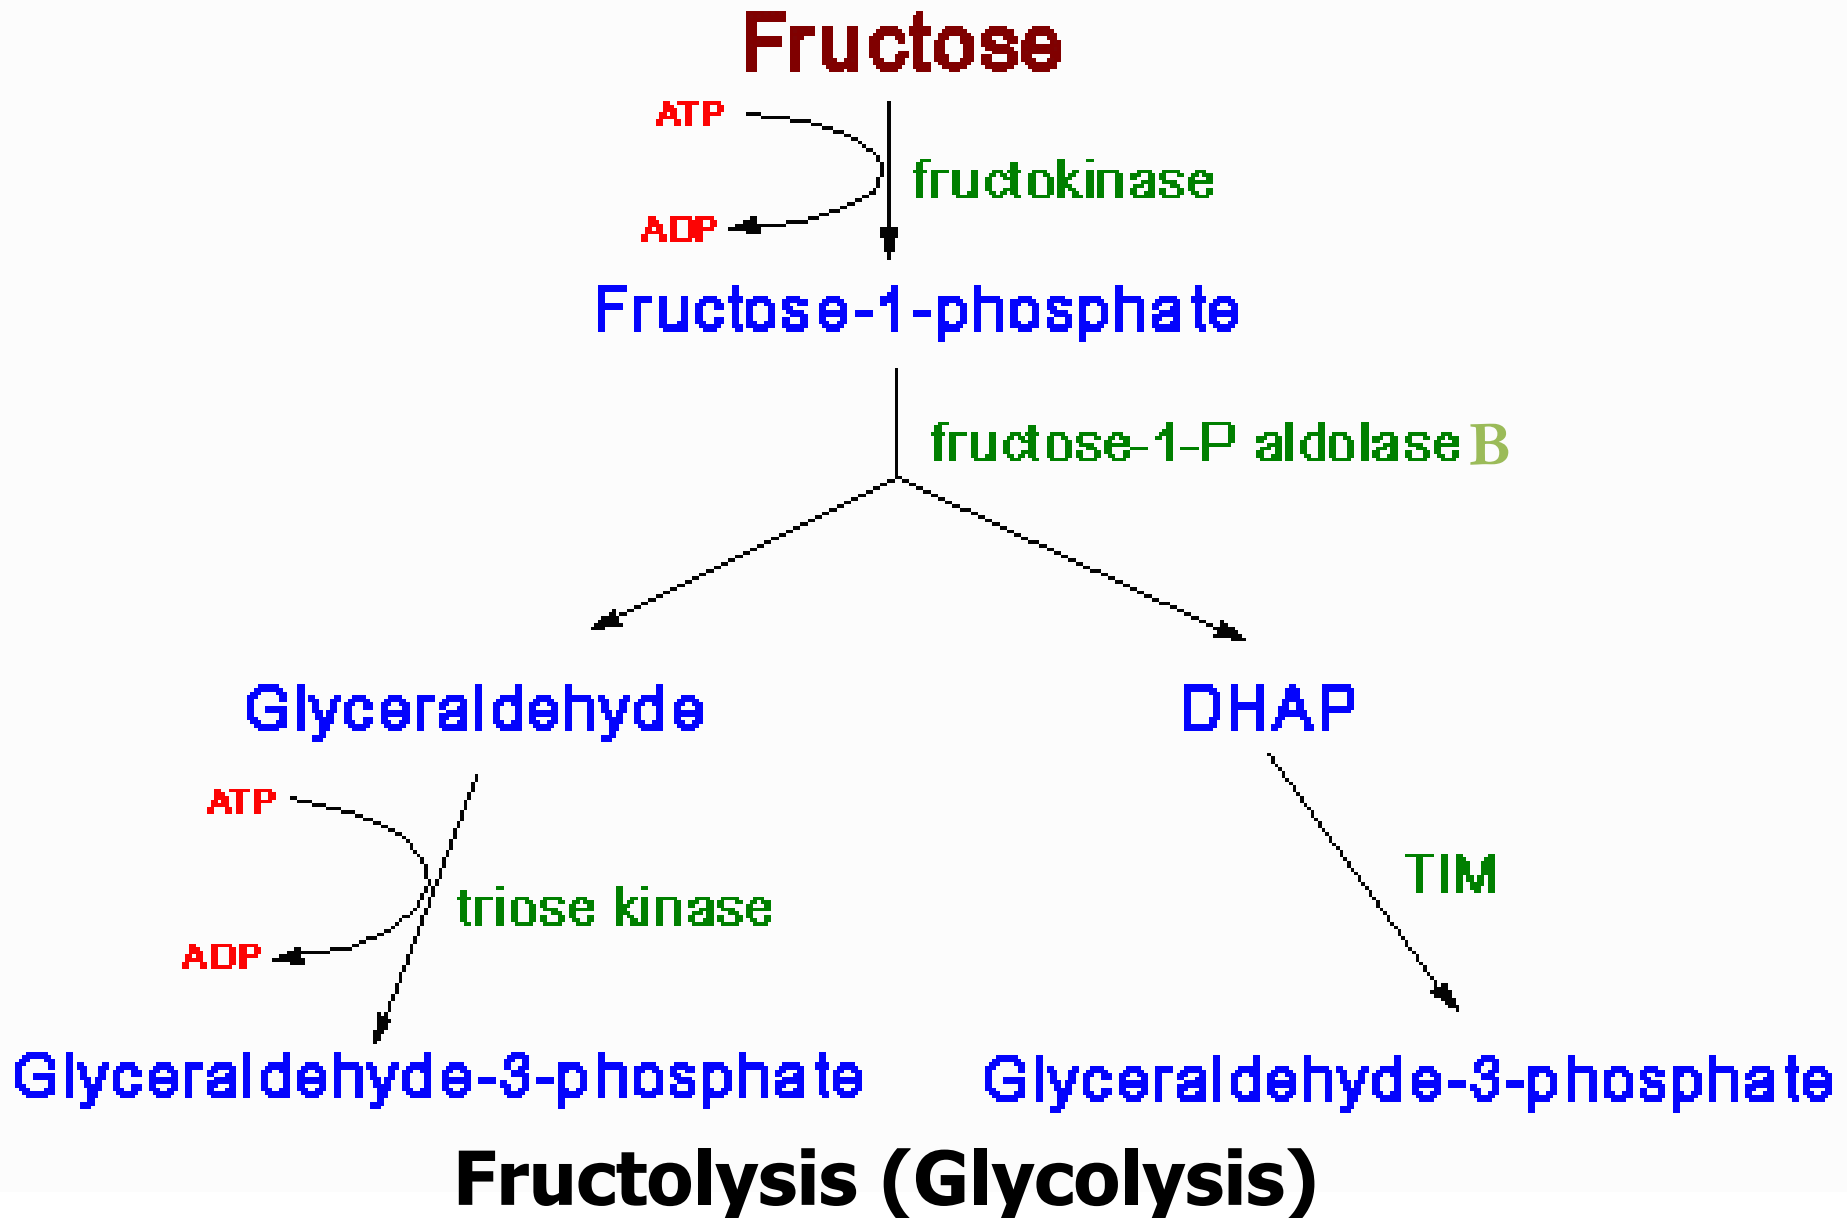 Fructose
ATP
fructokinase
ADP
Fructose-1-phosphate
fructose-1-P aldolase B
Glyceraldehyde
DHAP
ATP
TIM
triose kinase
ADP
Glyceraldehyde-3-phosphate
Glyceraldehyde-3-phosphate
Fructolysis (Glycolysis)